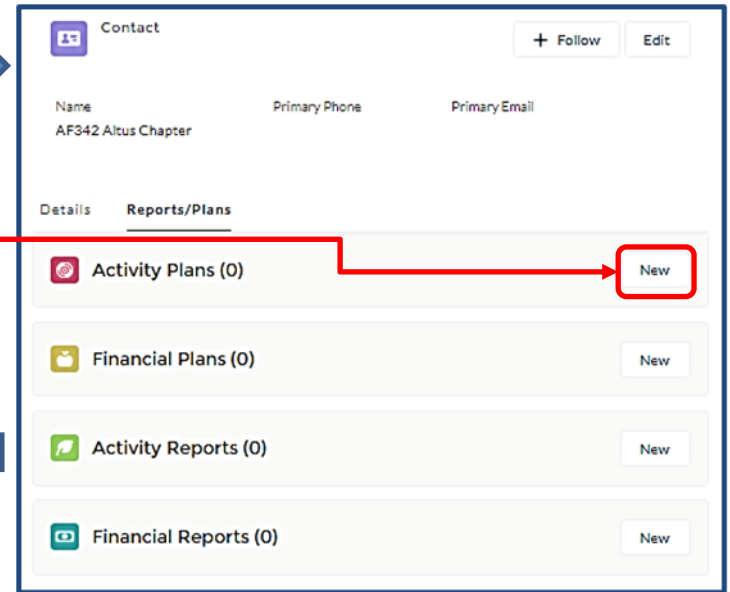 Contact
+ Follow Edit
Name Primary Phone Primary Email
AF342 Altus Chapter
Details Reports/Plans
Activity Plans (0) New
Financial Plans (0) New
Activity Reports (0) New
Financial Reports (0) New